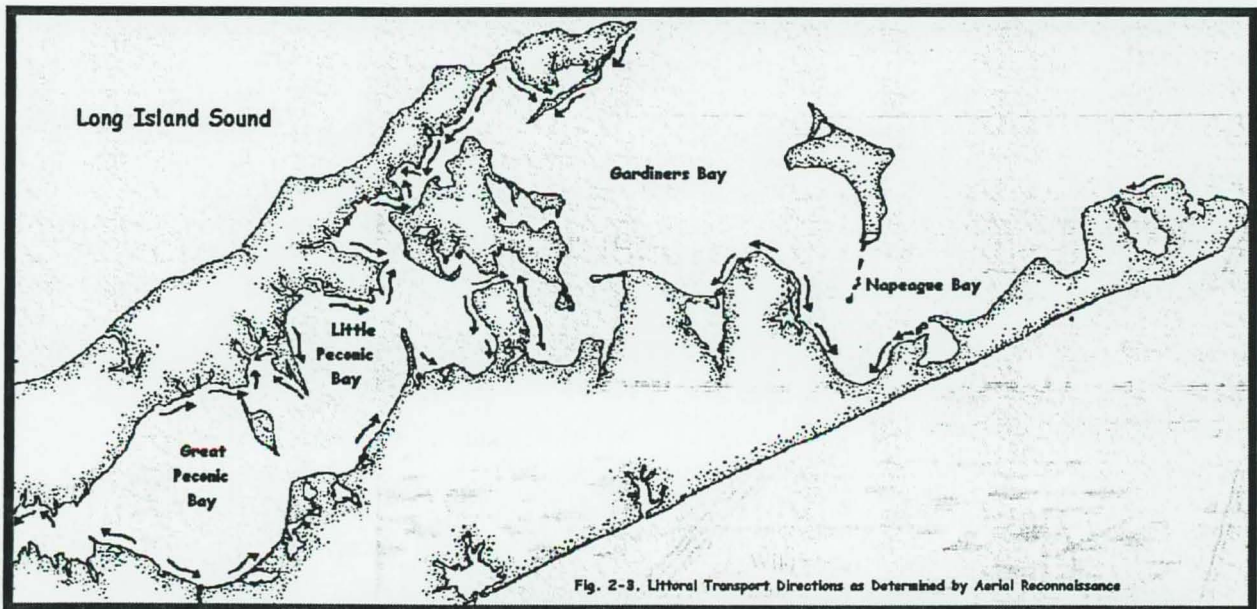 Long Island Sound
Gardiners Bay
Napeague Bay
Little
Peconic
Bay
Great
Peconic
Bay
Fig. 2-3. Littoral Transport Directions as Determined by Aerial Reconnaissance